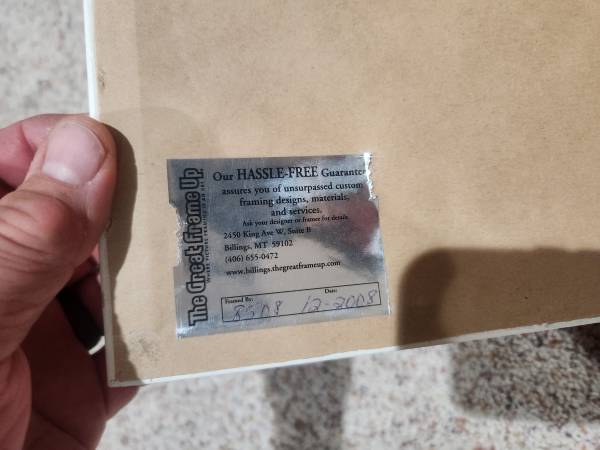 The Great Frame Up
Our HASSLE-FREE Guarantee
assures you of unsurpassed custom
framing designs, materials,
and services.
Ask your designer or framer for details
2450 King Ave W, Suite B
Billings, MT 59102
(406) 655-0472
www.billings.thegreatframeup.com
Framed By: Date:
12-2008